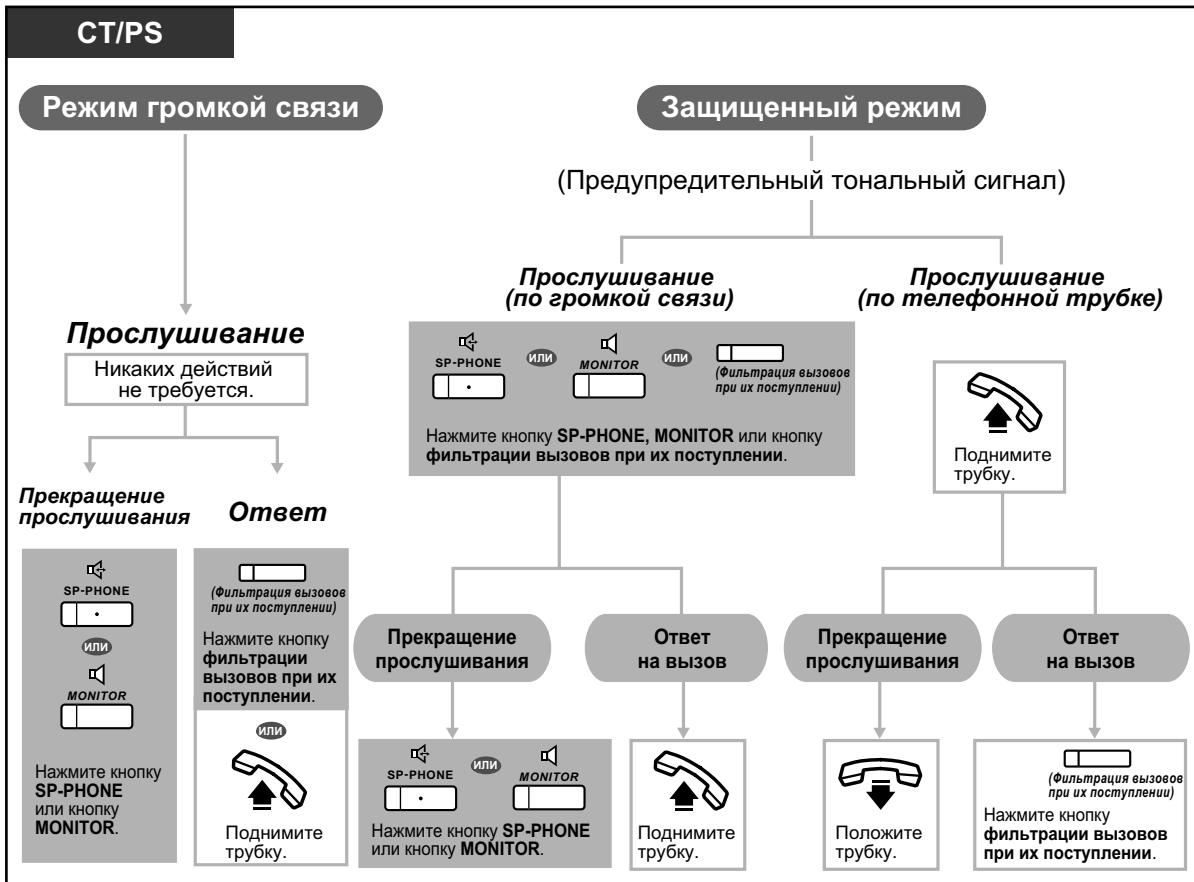 CT/PS
Режим громкой связи
Прослушивание
Никаких действий
не требуется.
Прекращение
прослушивания
SP-PHONE
или
MONITOR
Нажмите кнопку
SP-PHONE
или кнопку
MONITOR.
Ответ
(Фильтрация вызовов
при их поступлении)
Нажмите кнопку
фильтрации
вызовов при их
поступлении.
или
Поднимите
трубку.
Защищенный режим
(Предупредительный тональный сигнал)
Прослушивание
(по громкой связи)
SP-PHONE
или
MONITOR
или
(Фильтрация вызовов
при их поступлении)
Нажмите кнопку SP-PHONE, MONITOR или кнопку
фильтрации вызовов при их поступлении.
Прекращение
прослушивания
SP-PHONE
или
MONITOR
Нажмите кнопку SP-PHONE
или кнопку MONITOR.
Ответ
на вызов
Поднимите
трубку.
Прослушивание
(по телефонной трубке)
Поднимите
трубку.
Прекращение
прослушивания
Положите
трубку.
Ответ
на вызов
(Фильтрация вызовов
при их поступлении)
Нажмите кнопку
фильтрации вызовов
при их поступлении.